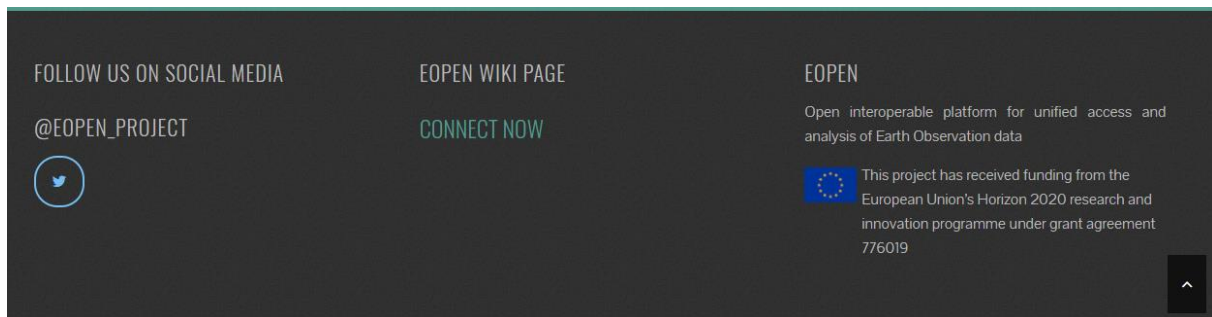 FOLLOW US ON SOCIAL MEDIA
@EOPEN_PROJECT
EOPEN WIKI PAGE
CONNECT NOW
EOPEN
Open interoperable platform for unified access and
analysis of Earth Observation data
This project has received funding from the
European Union's Horizon 2020 research and
innovation programme under grant agreement
776019